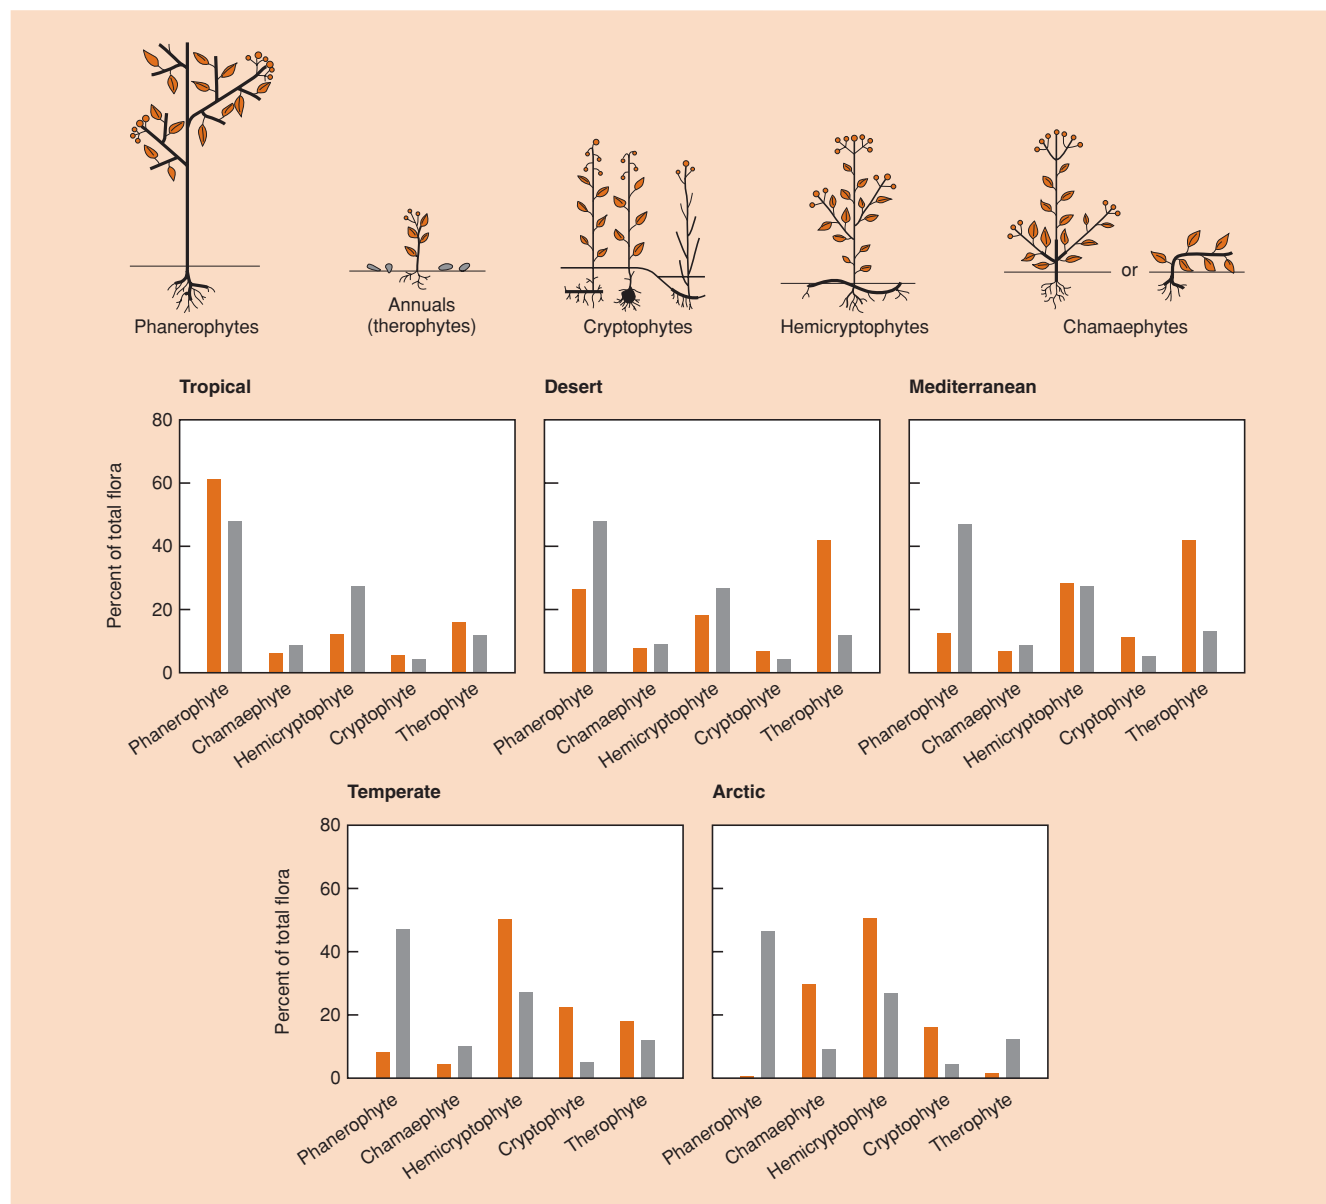 Phanerophytes
Annuals
(therophytes)
Cryptophytes
Hemicryptophytes
or
Chamaephytes
Tropical
Desert
Mediterranean
Percent of total flora
80
60
40
20
0
Phanerophyte
Chamaephyte
Hemicryptophyte
Cryptophyte
Therophyte
Phanerophyte
Chamaephyte
Hemicryptophyte
Cryptophyte
Therophyte
Phanerophyte
Chamaephyte
Hemicryptophyte
Cryptophyte
Therophyte
Temperate
Arctic
Percent of total flora
80
60
40
20
0
Phanerophyte
Chamaephyte
Hemicryptophyte
Cryptophyte
Therophyte
Phanerophyte
Chamaephyte
Hemicryptophyte
Cryptophyte
Therophyte